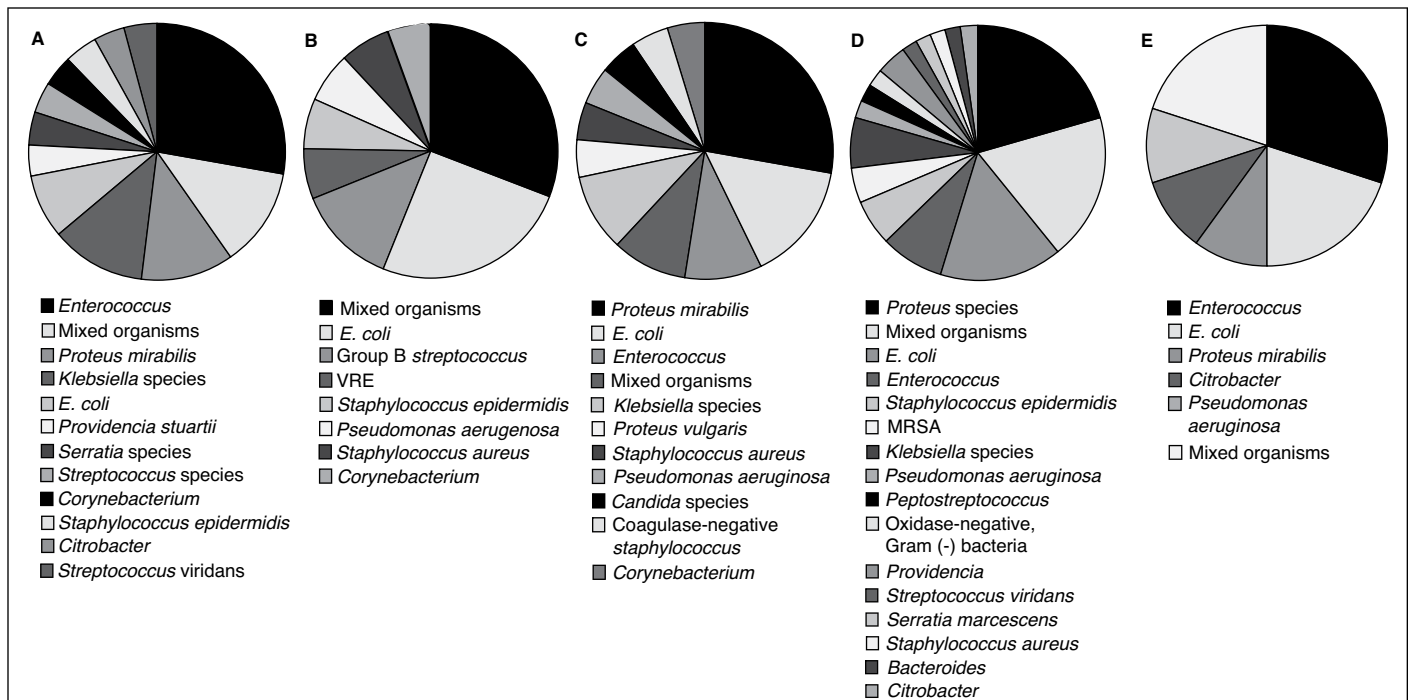 A
Enterococcus
Mixed organisms
Proteus mirabilis
Klebsiella species
E. coli
Providencia stuartii
Serratia species
Streptococcus species
Corynebacterium
Staphylococcus epidermidis
Citrobacter
Streptococcus viridans
B
Mixed organisms
E. coli
Group B streptococcus
VRE
Staphylococcus epidermidis
Pseudomonas aerugenosa
Staphylococcus aureus
Corynebacterium
C
Proteus mirabilis
E. coli
Enterococcus
Mixed organisms
Klebsiella species
Proteus vulgaris
Staphylococcus aureus
Pseudomonas aeruginosa
Candida species
Coagulase-negative
staphylococcus
Corynebacterium
D
Proteus species
Mixed organisms
E. coli
Enterococcus
Staphylococcus epidermidis
MRSA
Klebsiella species
Pseudomonas aeruginosa
Peptostreptococcus
Oxidase-negative,
Gram (-) bacteria
Providencia
Streptococcus viridans
Serratia marcescens
Staphylococcus aureus
Bacteroides
Citrobacter
E
Enterococcus
E. coli
Proteus mirabilis
Citrobacter
Pseudomonas
aeruginosa
Mixed organisms